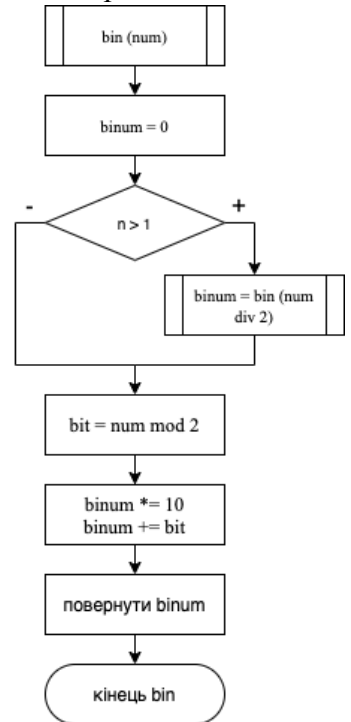 bin (num)
binum = 0
-
+
n > 1
binum = bin (num
div 2)
bit = num mod 2
binum *= 10
binum += bit
повернути binum
кінець bin